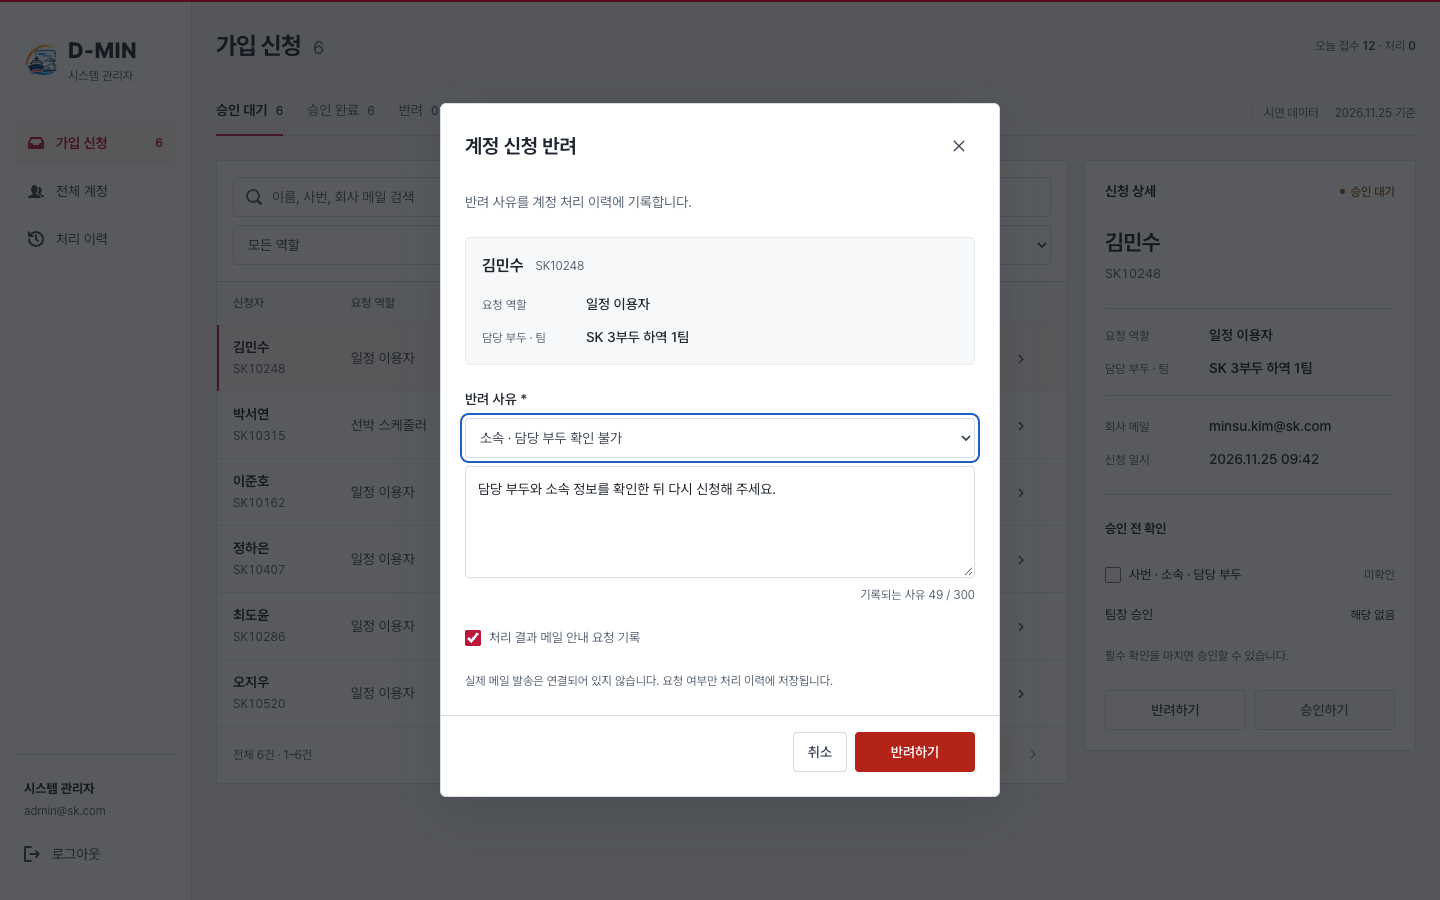 D-MIN
시스템 관리자
가입 신청 6
전체 계정
처리 이력
시스템 관리자
admin@sk.com
로그아웃
가입 신청 6
오늘 접수 12 · 처리 0
승인 대기 6 승인 완료 6 반려 0
시연 데이터 2026.11.25 기준
이름, 사번, 회사 메일 검색
모든 역할
신청자 요청 역할
김민수
SK10248
일정 이용자
박서연
SK10315
선박 스케줄러
이준호
SK10162
일정 이용자
정하은
SK10407
일정 이용자
최도윤
SK10286
일정 이용자
오지우
SK10520
일정 이용자
전체 6건 · 1–6건
계정 신청 반려
반려 사유를 계정 처리 이력에 기록합니다.
김민수 SK10248
요청 역할 일정 이용자
담당 부두 · 팀 SK 3부두 하역 1팀
반려 사유 *
소속 · 담당 부두 확인 불가
담당 부두와 소속 정보를 확인한 뒤 다시 신청해 주세요.
기록되는 사유 49 / 300
처리 결과 메일 안내 요청 기록
실제 메일 발송은 연결되어 있지 않습니다. 요청 여부만 처리 이력에 저장됩니다.
취소 반려하기
신청 상세 승인 대기
김민수
SK10248
요청 역할 일정 이용자
담당 부두 · 팀 SK 3부두 하역 1팀
회사 메일 minsu.kim@sk.com
신청 일시 2026.11.25 09:42
승인 전 확인
사번 · 소속 · 담당 부두 미확인
팀장 승인 해당 없음
필수 확인을 마치면 승인할 수 있습니다.
반려하기 승인하기